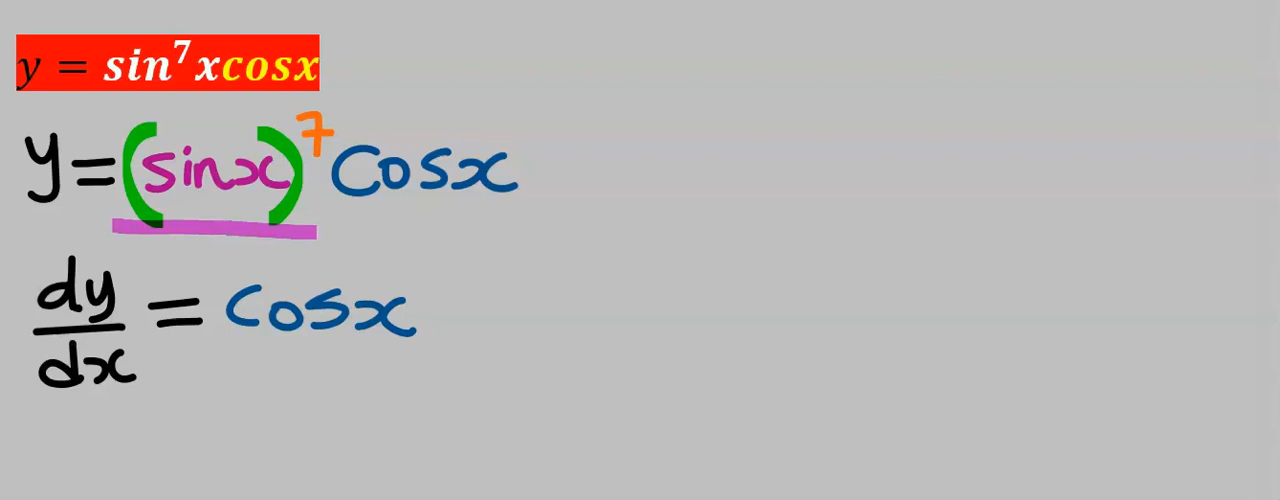 y = sin⁷xcosx
y=(sinx)⁷cosx
dy/dx = cosx